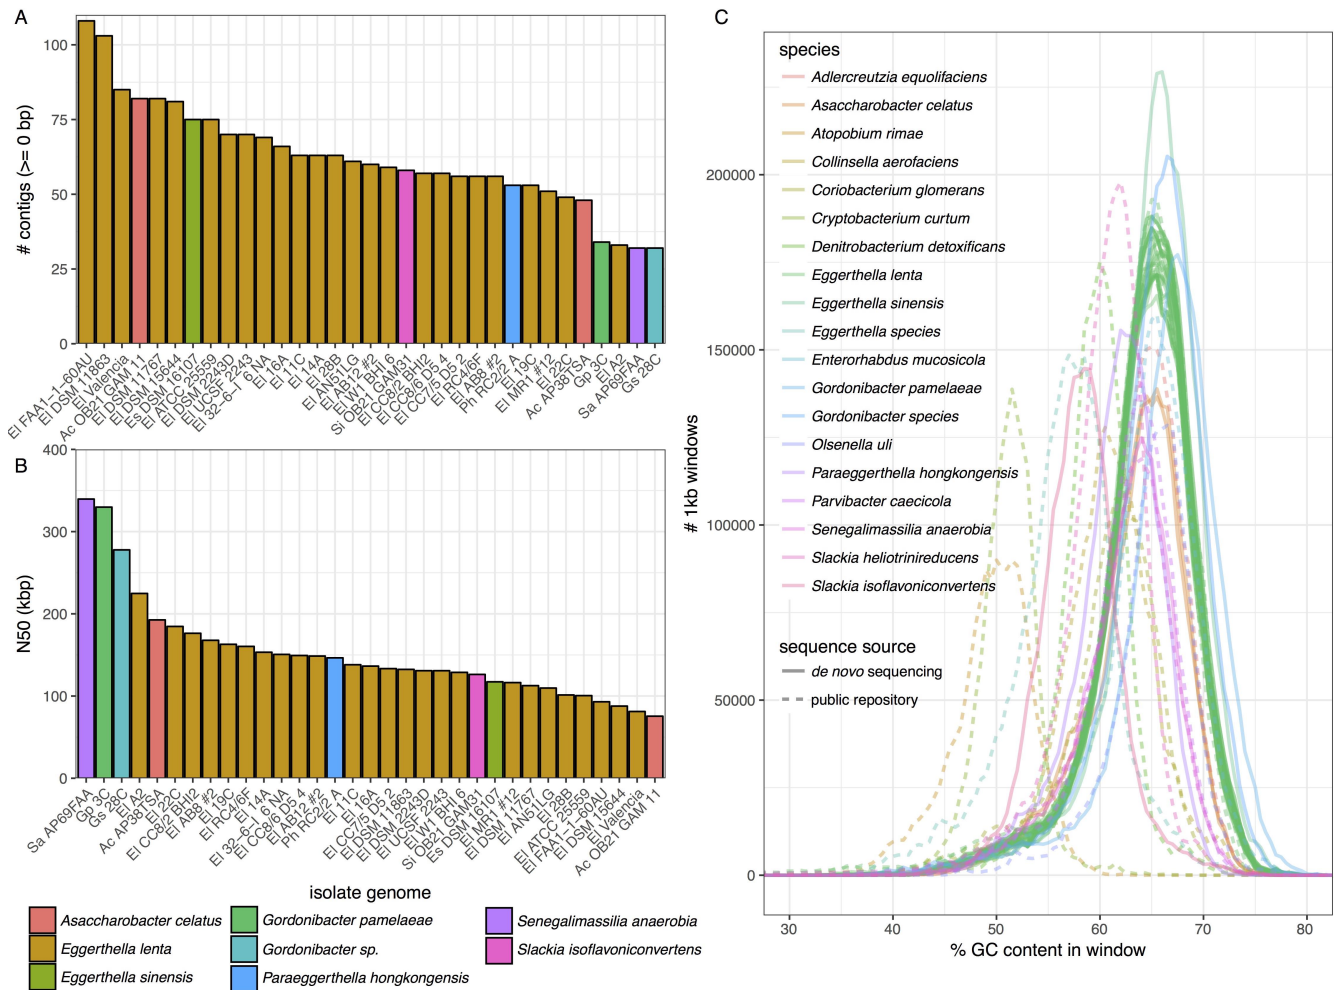 A
# contigs (>= 0 bp)
100
75
50
25
0
El FAA1-1-60AU
El DSM 11863
El Valencia
Ac OB21 GAM 11
El DSM 11767
El DSM 15644
Es DSM 16107
El ATCC 25559
El DSM 2243D
El UCSF 2243
El 32-6-I 6 NA
El 16A
El 11C
El 14A
El 28B
El AN51LG
El AB12 #2
El W1 BHI 6
Si OB21 GAM31
El CC8/2 BHI2
El CC8/6 D5 4
El CC7/5 D5 2
El RC4/6F
El AB8 #2
Ph RC2/2 A
El 19C
El MR1 #12
El 22C
Ac AP38TSA
Gp 3C
El A2
Sa AP69FAA
Gs 28C
B
N50 (kbp)
400
300
200
100
0
Sa AP69FAA
Gp 3C
Gs 28C
El A2
Ac AP38TSA
El 22C
El CC8/2 BHI2
El AB8 #2
El 19C
El RC4/6F
El 14A
El 32-6-I 6 NA
El CC8/6 D5 4
El AB12 #2
Ph RC2/2 A
El 11C
El 16A
El CC7/5 D5 2
El DSM 11863
El DSM 2243D
El UCSF 2243
El W1 BHI 6
Si OB21 GAM31
Es DSM 16107
El MR1 #12
El DSM 11767
El AN51LG
El 28B
El ATCC 25559
El FAA1-1-60AU
El DSM 15644
El Valencia
Ac OB21 GAM 11
isolate genome
Asaccharobacter celatus
Eggerthella lenta
Eggerthella sinensis
Gordonibacter pamelaeae
Gordonibacter sp.
Paraeggerthella hongkongensis
Senegalimassilia anaerobia
Slackia isoflavoniconvertens
C
species
Adlercreutzia equolifaciens
Asaccharobacter celatus
Atopobium rimae
Collinsella aerofaciens
Coriobacterium glomerans
Cryptobacterium curtum
Denitrobacterium detoxificans
Eggerthella lenta
Eggerthella sinensis
Eggerthella species
Enterorhabdus mucosicola
Gordonibacter pamelaeae
Gordonibacter species
Olsenella uli
Paraeggerthella hongkongensis
Parvibacter caecicola
Senegalimassilia anaerobia
Slackia heliotrinireducens
Slackia isoflavoniconvertens
sequence source
de novo sequencing
public repository
# 1kb windows
200000
150000
100000
50000
0
30 40 50 60 70 80
% GC content in window